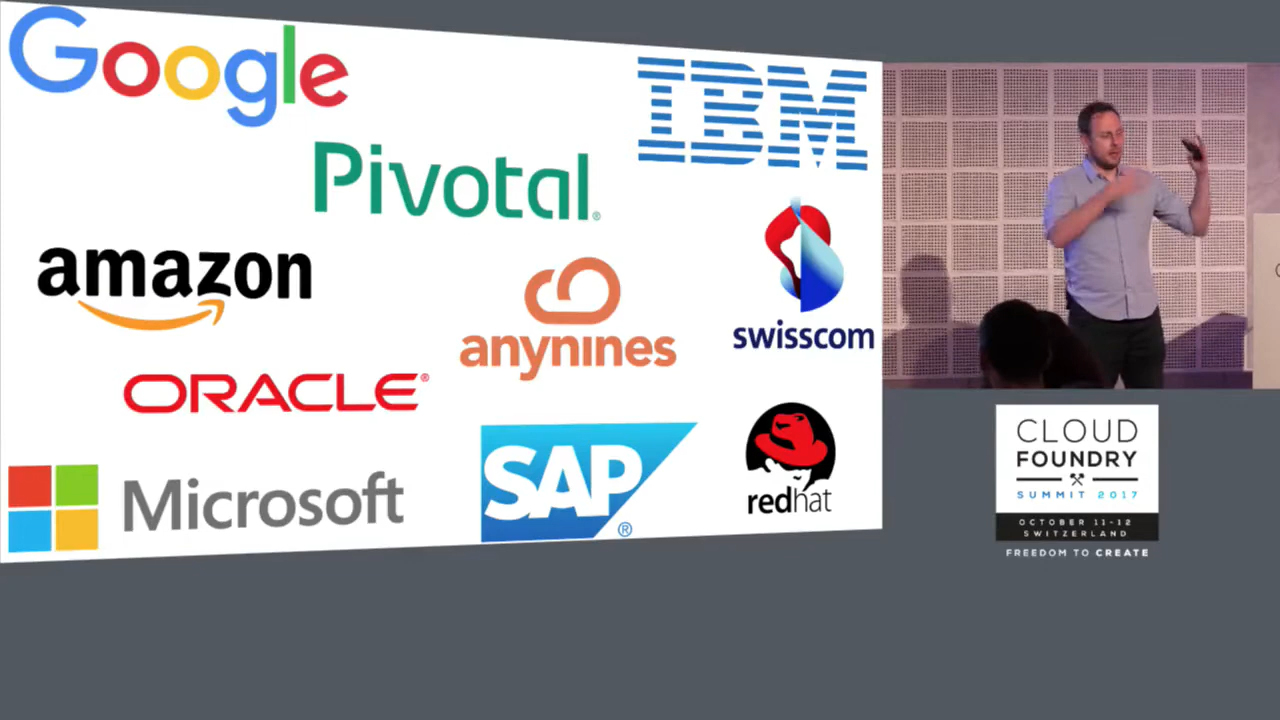 Google
IBM
Pivotal®
amazon
anynines
swisscom
ORACLE®
SAP®
redhat
Microsoft
CLOUD
FOUNDRY
SUMMIT 2017
OCTOBER 11-12
SWITZERLAND
FREEDOM TO CREATE